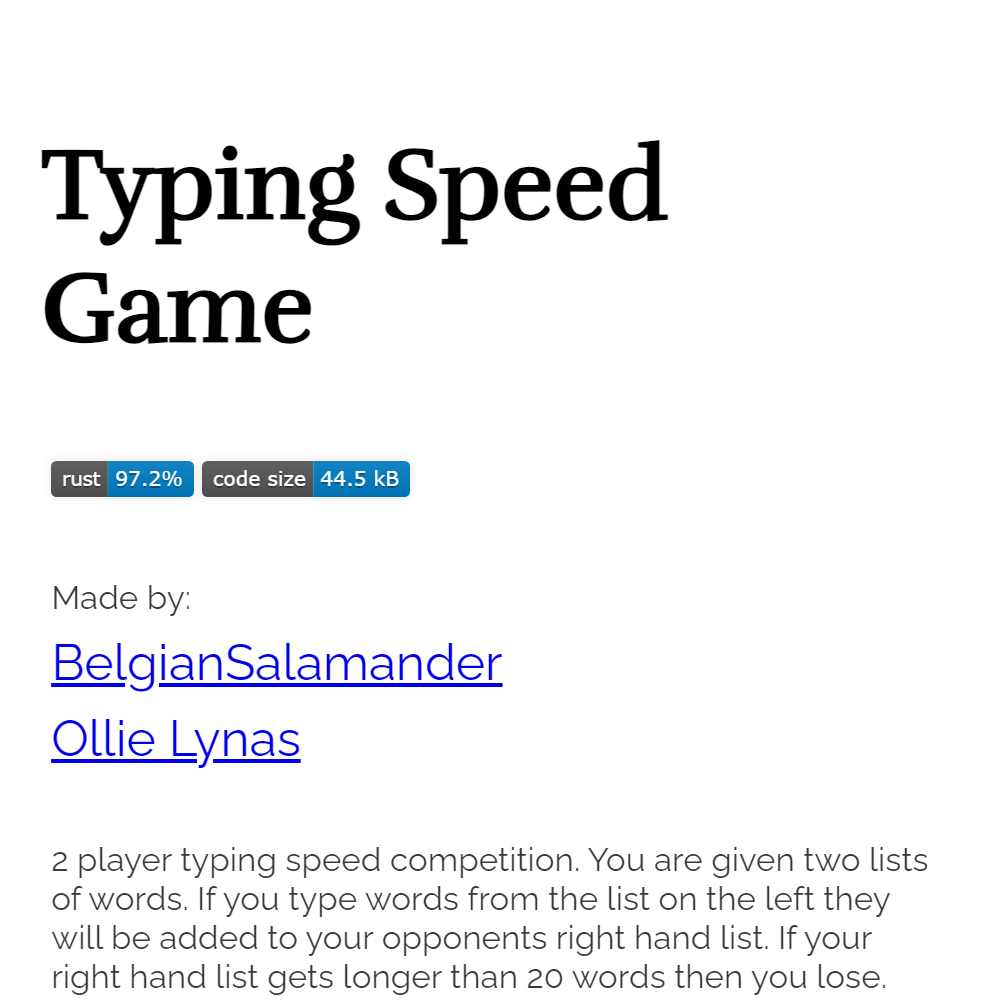 Typing Speed
Game
rust 97.2% code size 44.5 kB
Made by:
BelgianSalamander
Ollie Lynas
2 player typing speed competition. You are given two lists
of words. If you type words from the list on the left they
will be added to your opponents right hand list. If your
right hand list gets longer than 20 words then you lose.